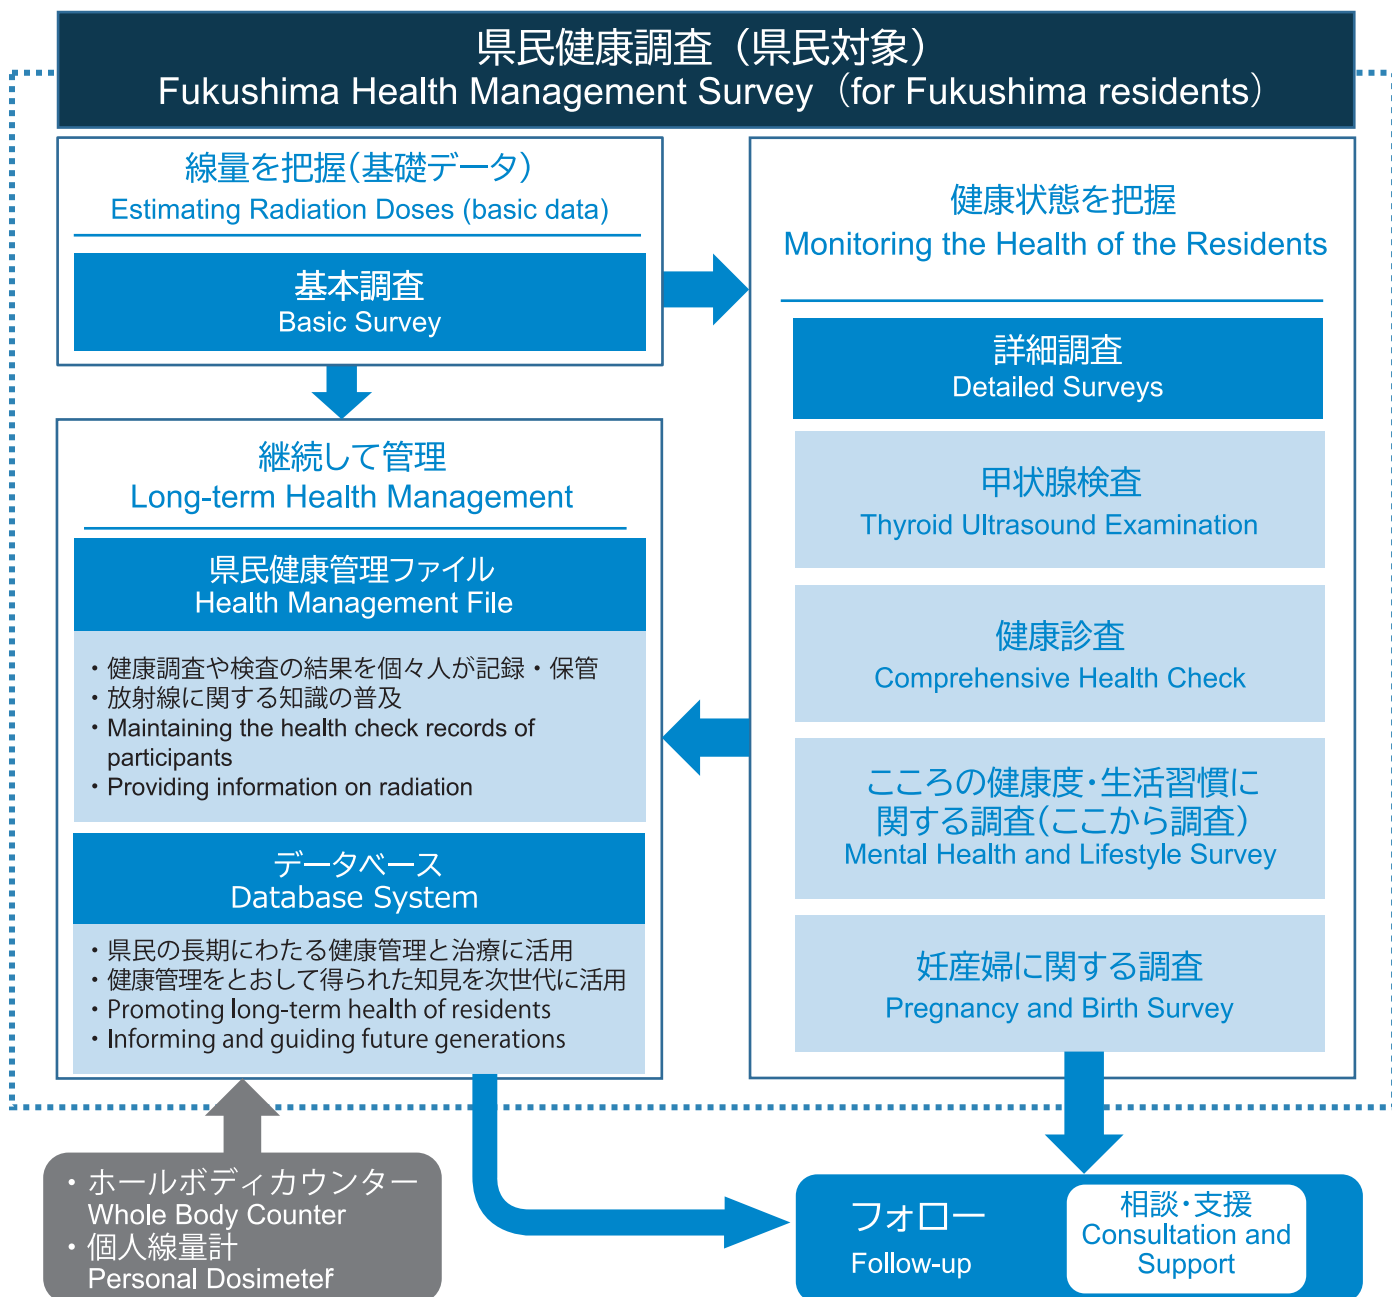 県民健康調査（県民対象）
Fukushima Health Management Survey（for Fukushima residents）
線量を把握（基礎データ）
Estimating Radiation Doses (basic data)
基本調査
Basic Survey
継続して管理
Long-term Health Management
県民健康管理ファイル
Health Management File
・健康調査や検査の結果を個々人が記録・保管
・放射線に関する知識の普及
・Maintaining the health check records of
participants
・Providing information on radiation
データベース
Database System
・県民の長期にわたる健康管理と治療に活用
・健康管理をとおして得られた知見を次世代に活用
・Promoting long-term health of residents
・Informing and guiding future generations
健康状態を把握
Monitoring the Health of the Residents
詳細調査
Detailed Surveys
甲状腺検査
Thyroid Ultrasound Examination
健康診査
Comprehensive Health Check
こころの健康度・生活習慣に
関する調査（ここから調査）
Mental Health and Lifestyle Survey
妊産婦に関する調査
Pregnancy and Birth Survey
・ホールボディカウンター
Whole Body Counter
・個人線量計
Personal Dosimeter
フォロー
Follow-up
相談・支援
Consultation and
Support